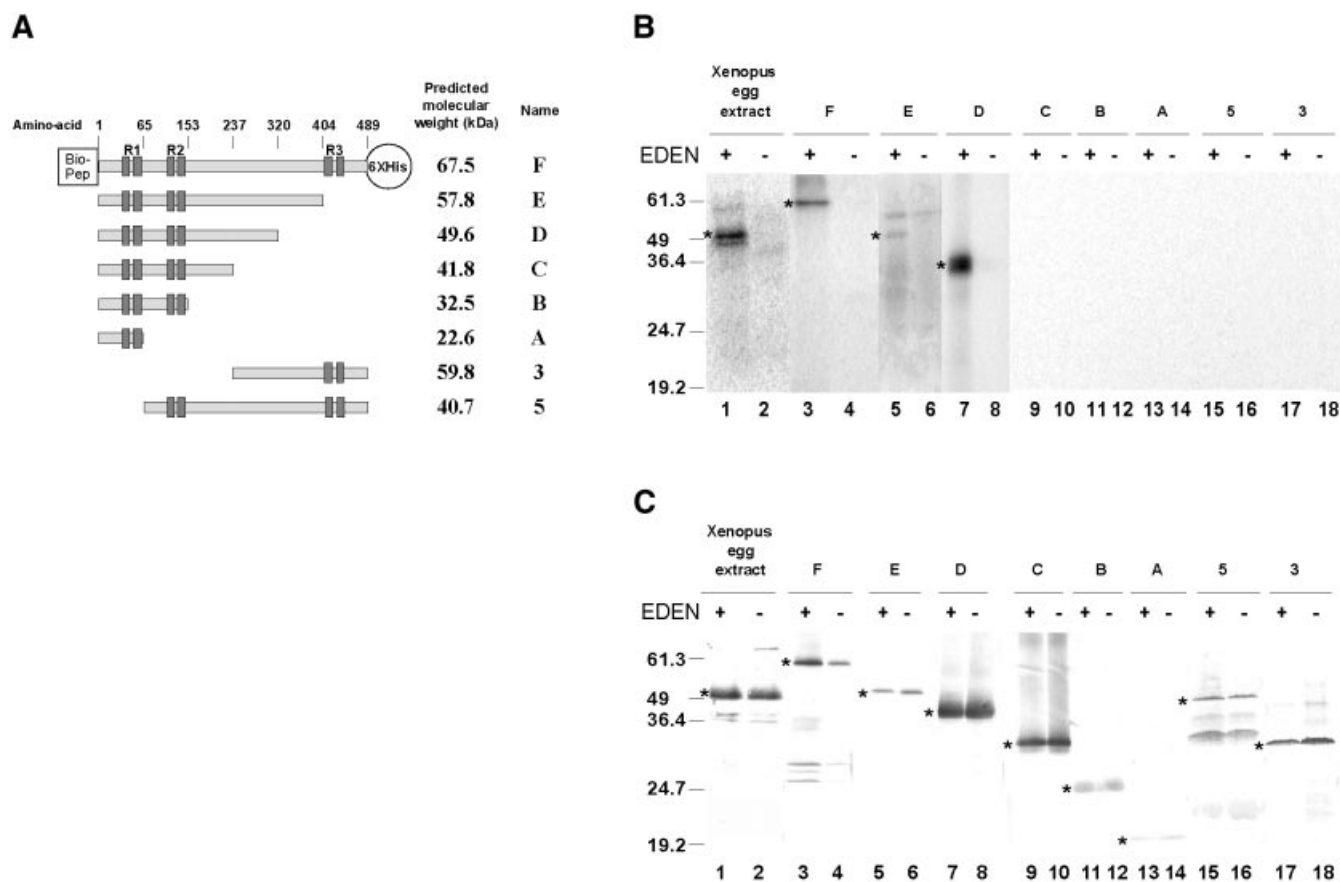 A
Predicted
molecular
weight (kDa)
Name
Amino-acid 1 65 153 237 320 404 489
Bio-
Pep
R1 R2 R3
6XHis
67.5 F
57.8 E
49.6 D
41.8 C
32.5 B
22.6 A
59.8 3
40.7 5
B
Xenopus
egg
extract F E D C B A 5 3
EDEN + - + - + - + - + - + - + - + - + -
61.3
* * * *
49
36.4
24.7
19.2
1 2 3 4 5 6 7 8 9 10 11 12 13 14 15 16 17 18
C
Xenopus
egg
extract F E D C B A 5 3
EDEN + - + - + - + - + - + - + - + - + -
61.3
* * * * * * * * *
49
36.4
24.7
19.2
1 2 3 4 5 6 7 8 9 10 11 12 13 14 15 16 17 18